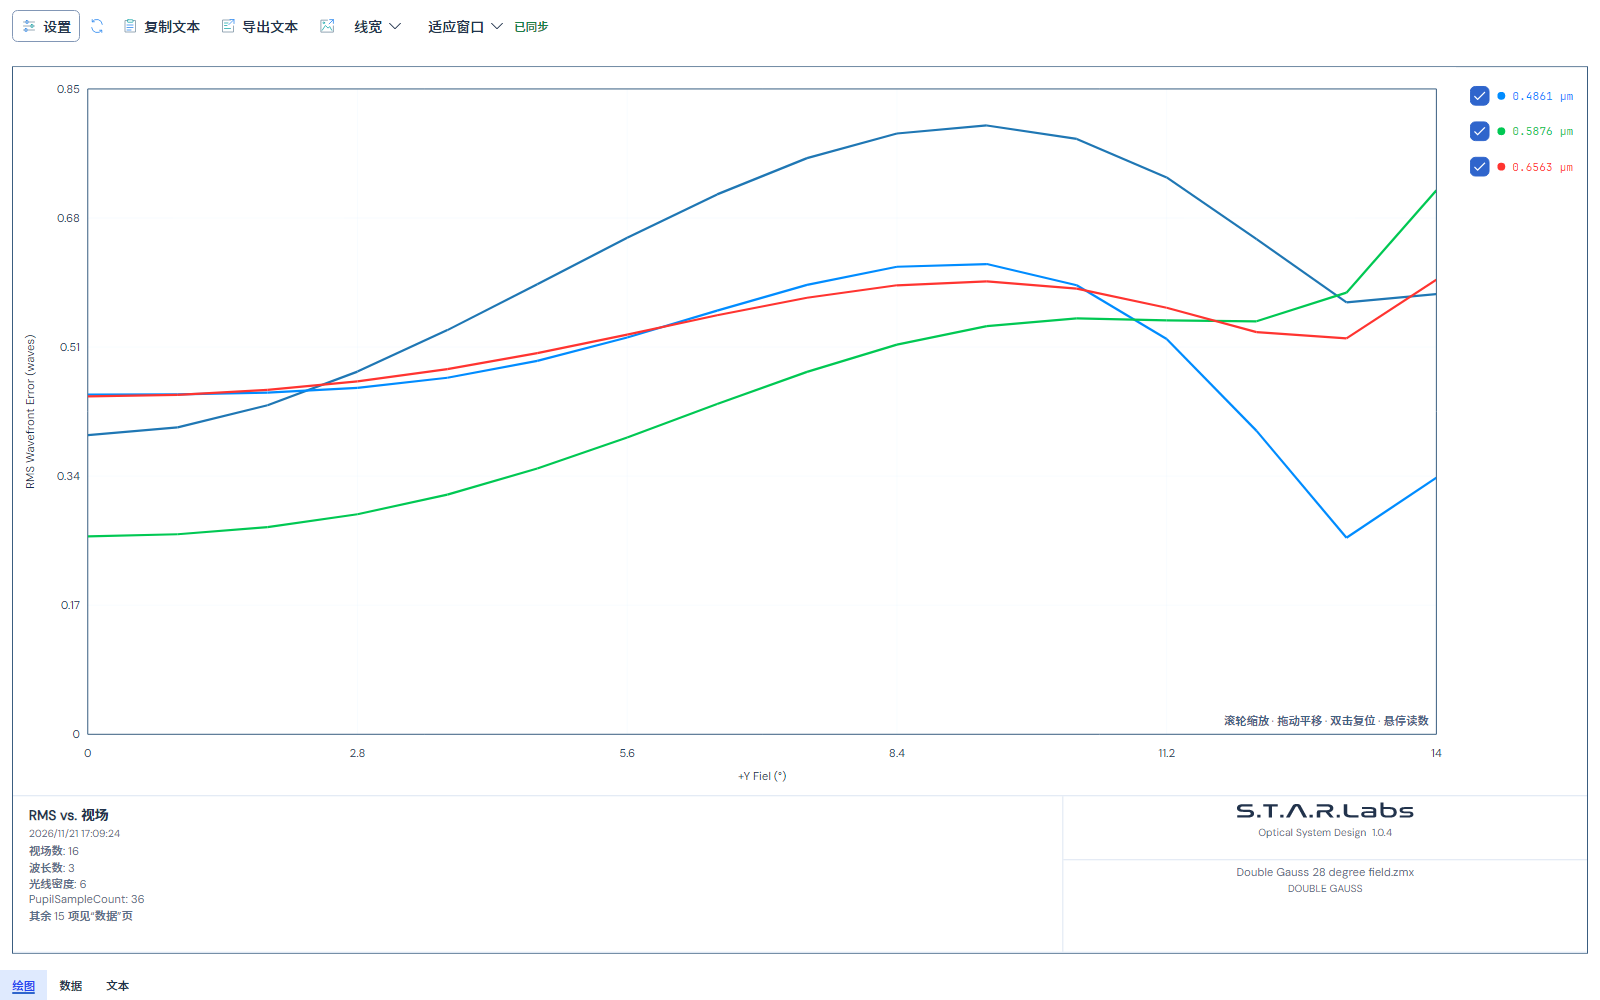 设置 复制文本 导出文本 线宽 适应窗口 已同步
0.85
0.68
0.51
0.34
0.17
0
RMS Wavefront Error (waves)
0 2.8 5.6 8.4 11.2 14
+Y Fiel (°)
滚轮缩放 · 拖动平移 · 双击复位 · 悬停读数
0.4861 μm
0.5876 μm
0.6563 μm
RMS vs. 视场
2026/11/21 17:09:24
视场数: 16
波长数: 3
光线密度: 6
PupilSampleCount: 36
其余 15 项见“数据”页
S.T.A.R.Labs
Optical System Design 1.0.4
Double Gauss 28 degree field.zmx
DOUBLE GAUSS
绘图 数据 文本